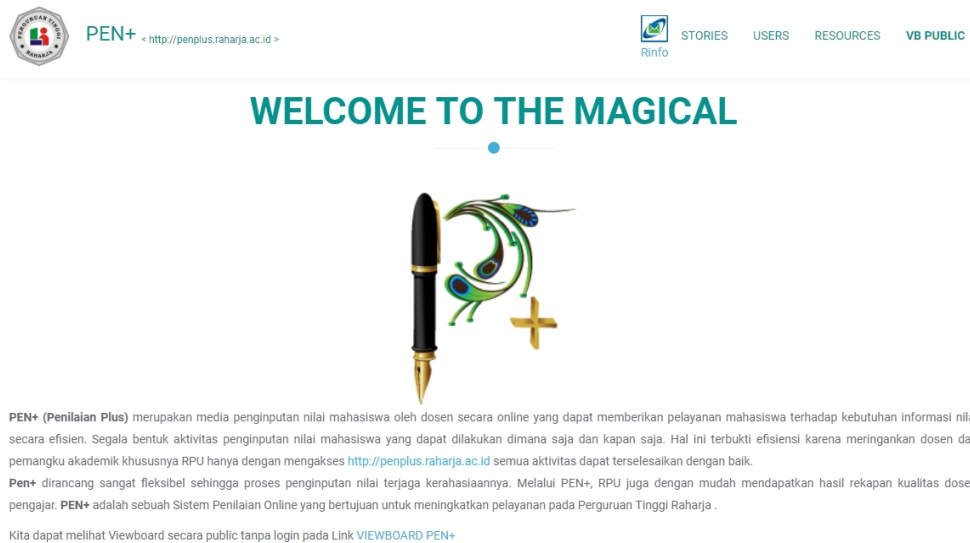 PERGURUAN TINGGI
RAHARJA
PEN+ < http://penplus.raharja.ac.id >
Rinfo
STORIES
USERS
RESOURCES
VB PUBLIC
WELCOME TO THE MAGICAL
PEN+ (Penilaian Plus) merupakan media penginputan nilai mahasiswa oleh dosen secara online yang dapat memberikan pelayanan mahasiswa terhadap kebutuhan informasi nila
secara efisien. Segala bentuk aktivitas penginputan nilai mahasiswa yang dapat dilakukan dimana saja dan kapan saja. Hal ini terbukti efisiensi karena meringankan dosen da
pemangku akademik khususnya RPU hanya dengan mengakses http://penplus.raharja.ac.id semua aktivitas dapat terselesaikan dengan baik.
Pen+ dirancang sangat fleksibel sehingga proses penginputan nilai terjaga kerahasiaannya. Melalui PEN+, RPU juga dengan mudah mendapatkan hasil rekapan kualitas dose
pengajar. PEN+ adalah sebuah Sistem Penilaian Online yang bertujuan untuk meningkatkan pelayanan pada Perguruan Tinggi Raharja .
Kita dapat melihat Viewboard secara public tanpa login pada Link VIEWBOARD PEN+